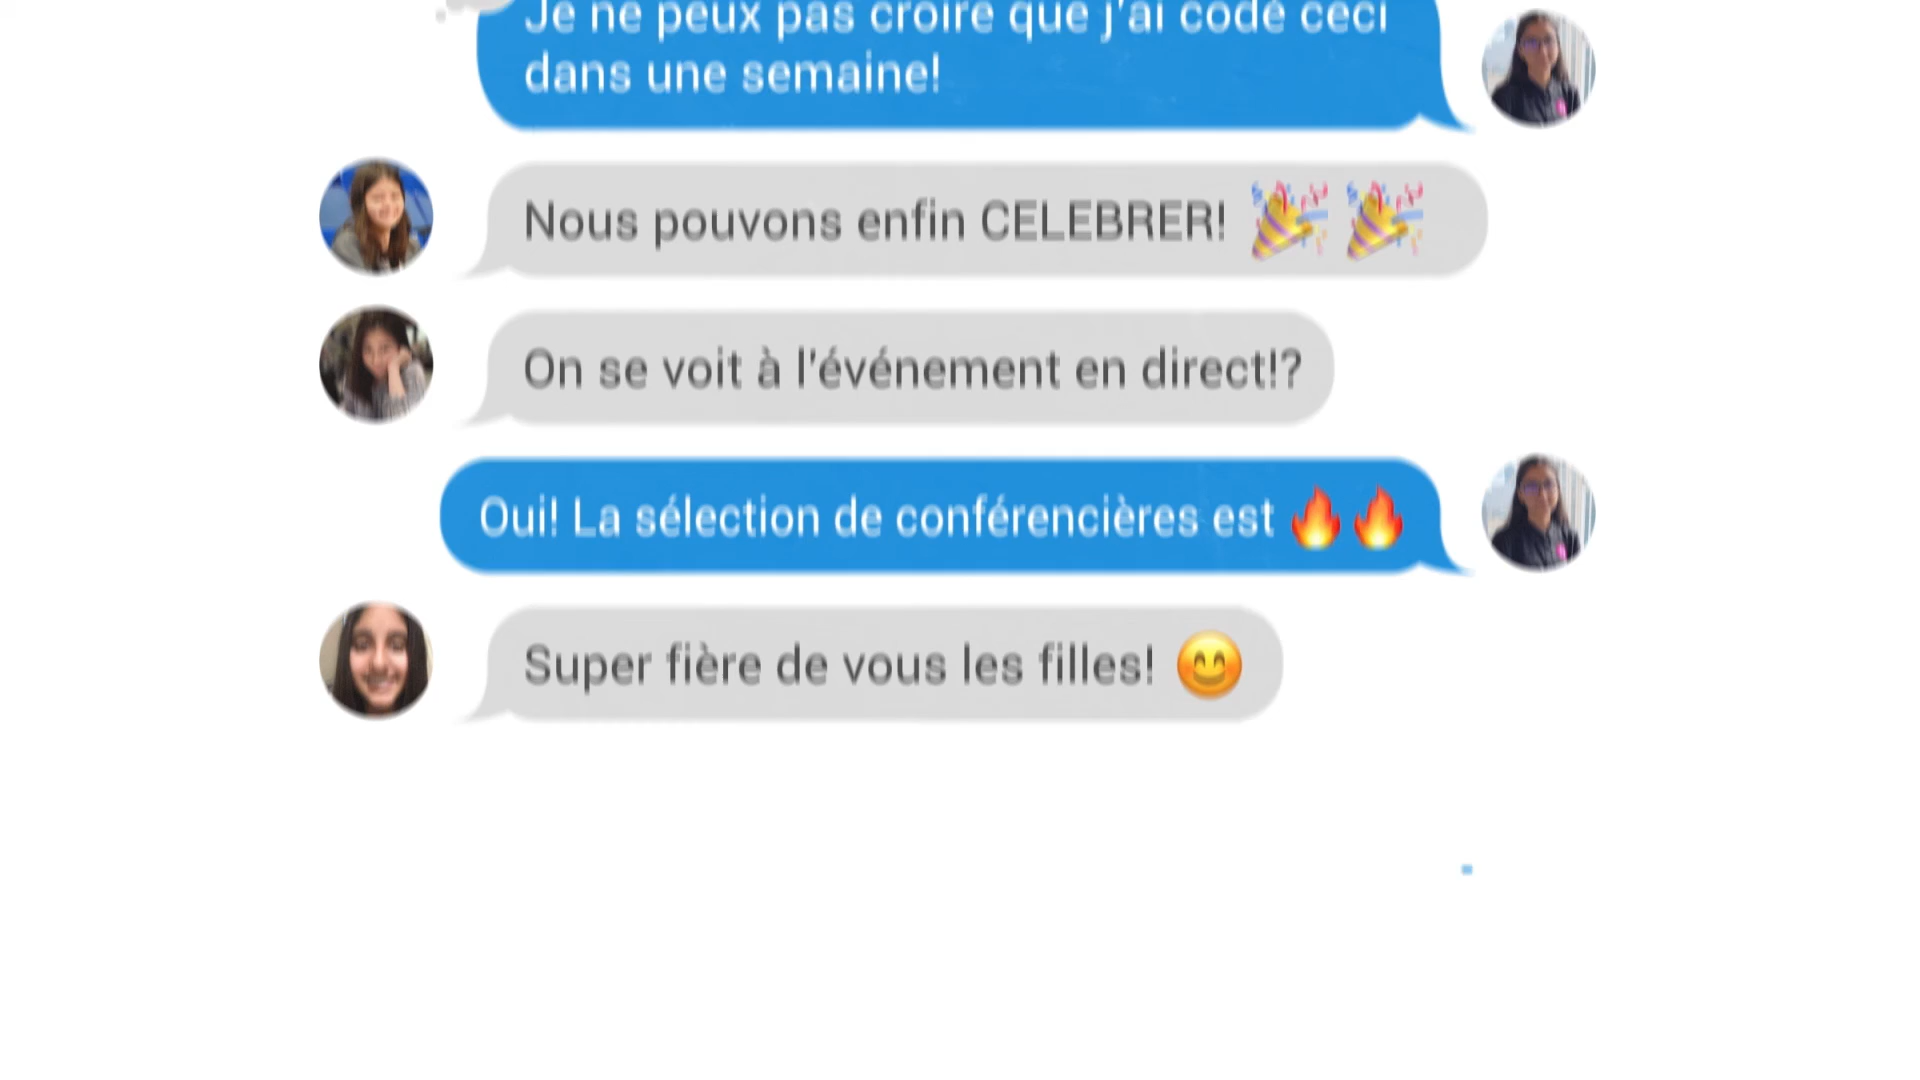 Je ne peux pas croire que j'ai codé ceci
dans une semaine!
Nous pouvons enfin CELEBRER! 🎉 🎉
On se voit à l'événement en direct!?
Oui! La sélection de conférencières est 🔥🔥
Super fière de vous les filles! 😊